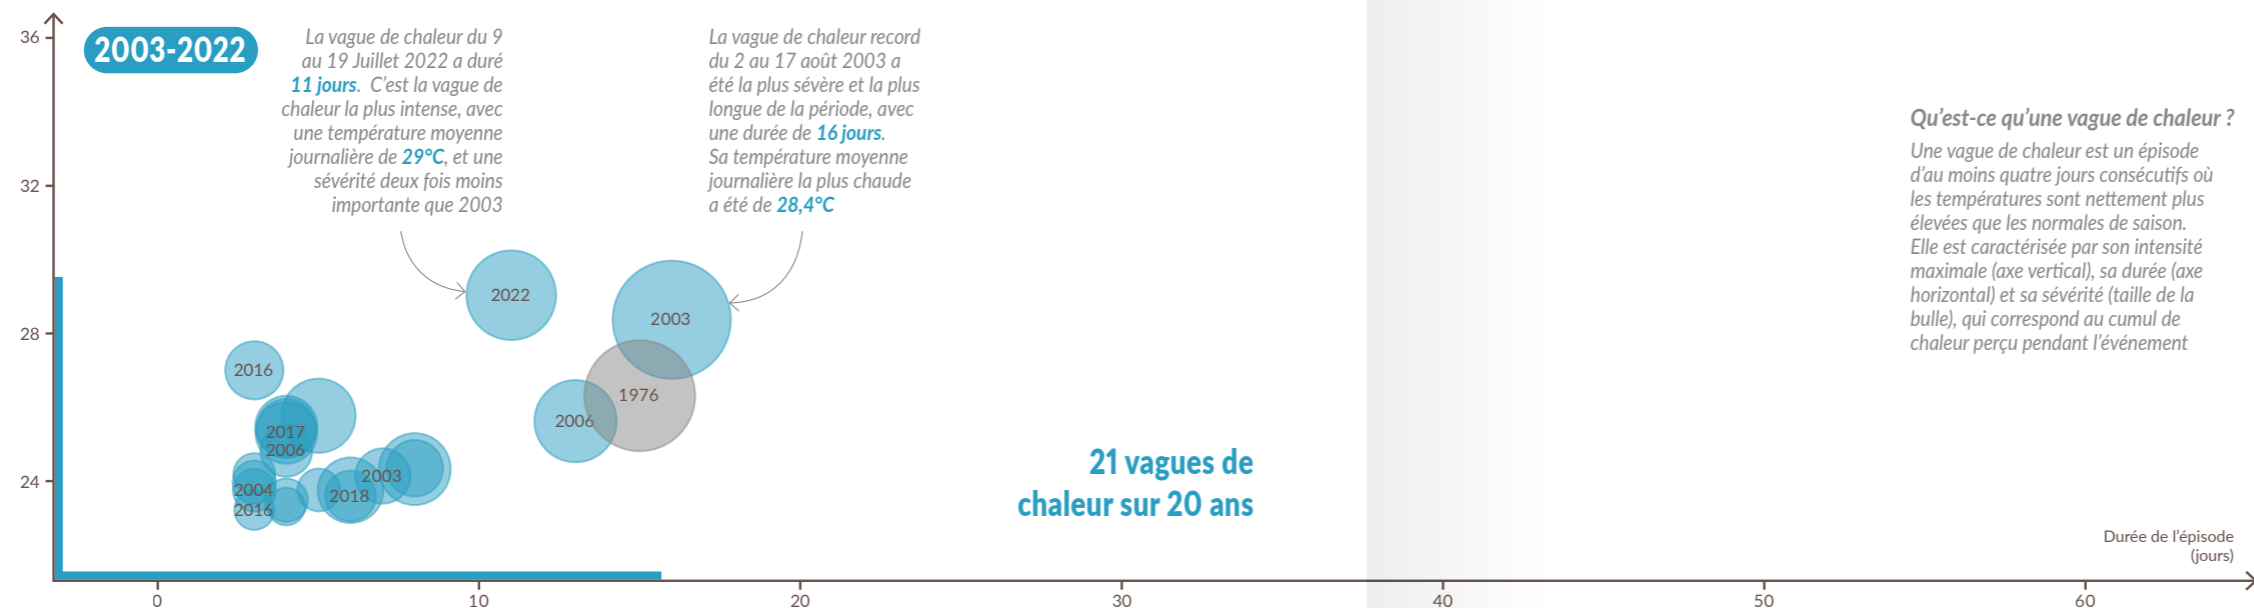 2003-2022
La vague de chaleur du 9
au 19 Juillet 2022 a duré
11 jours. C’est la vague de
chaleur la plus intense, avec
une température moyenne
journalière de 29°C, et une
sévérité deux fois moins
importante que 2003
La vague de chaleur record
du 2 au 17 août 2003 a
été la plus sévère et la plus
longue de la période, avec
une durée de 16 jours.
Sa température moyenne
journalière la plus chaude
a été de 28,4°C
Qu’est-ce qu’une vague de chaleur ?
Une vague de chaleur est un épisode
d’au moins quatre jours consécutifs où
les températures sont nettement plus
élevées que les normales de saison.
Elle est caractérisée par son intensité
maximale (axe vertical), sa durée (axe
horizontal) et sa sévérité (taille de la
bulle), qui correspond au cumul de
chaleur perçu pendant l’événement
36
32
28
24
2022
2003
2016
1976
2006
2017
2006
2003
2004
2018
2016
21 vagues de
chaleur sur 20 ans
Durée de l’épisode
(jours)
0 10 20 30 40 50 60